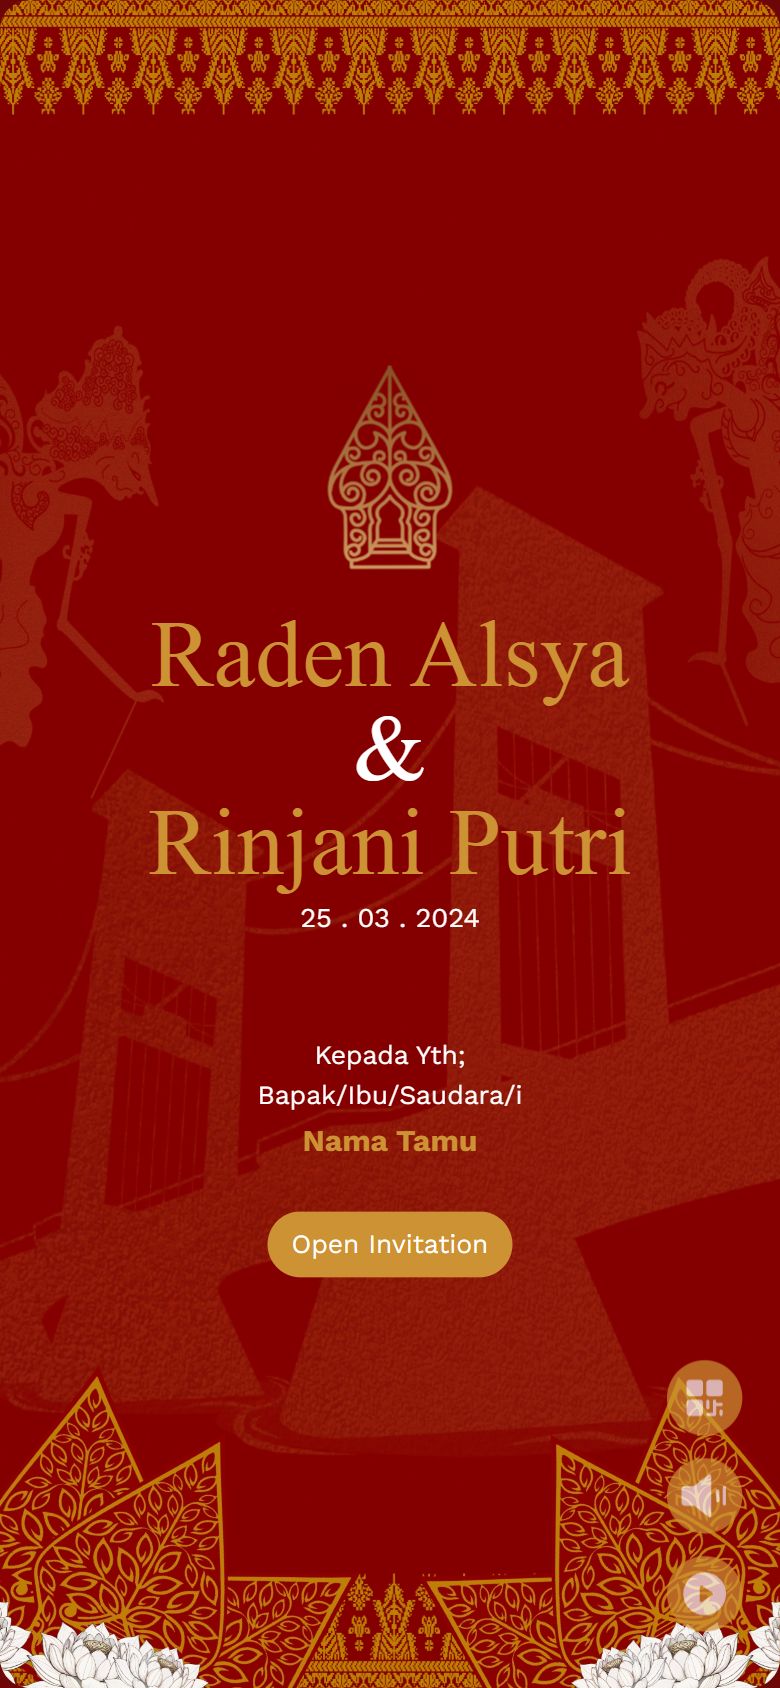 Raden Alsya
&
Rinjani Putri
25 . 03 . 2024
Kepada Yth;
Bapak/Ibu/Saudara/i
Nama Tamu
Open Invitation